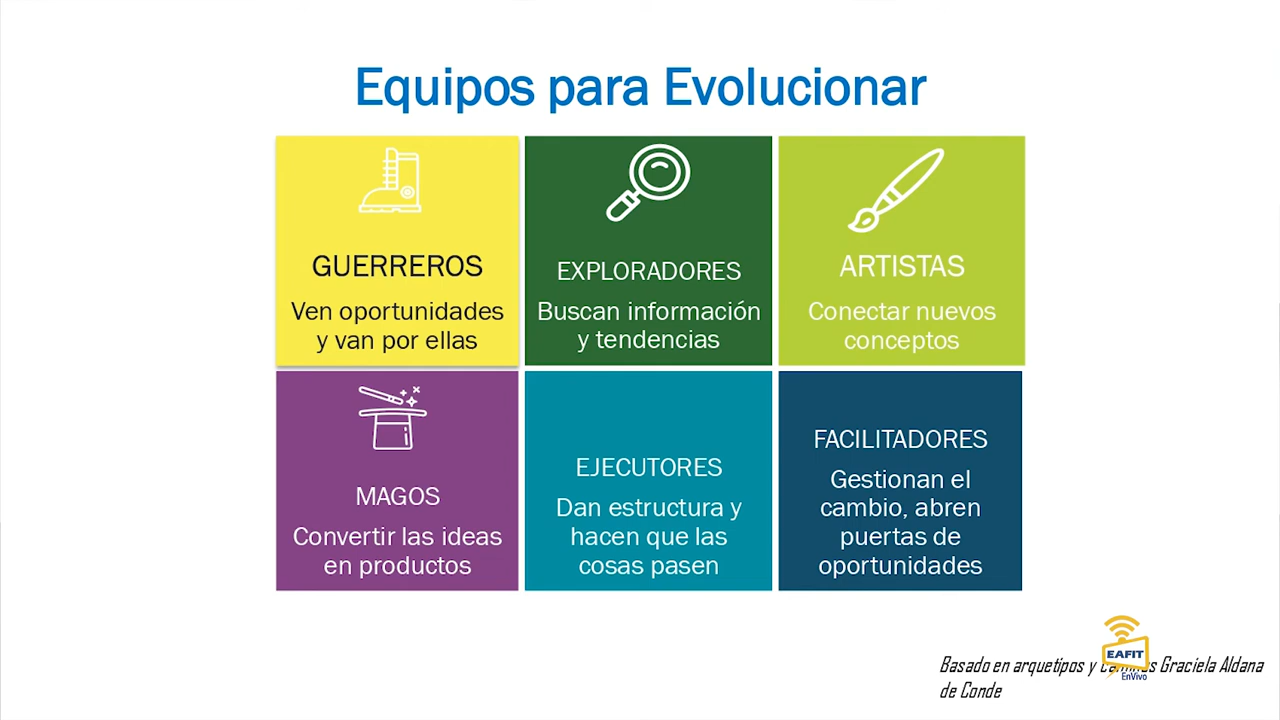 Equipos para Evolucionar
GUERREROS
Ven oportunidades
y van por ellas
EXPLORADORES
Buscan información
y tendencias
ARTISTAS
Conectar nuevos
conceptos
MAGOS
Convertir las ideas
en productos
EJECUTORES
Dan estructura y
hacen que las
cosas pasen
FACILITADORES
Gestionan el
cambio, abren
puertas de
oportunidades
Basado en arquetipos y Graciela Aldana
de Conde
EAFIT
EnVivo